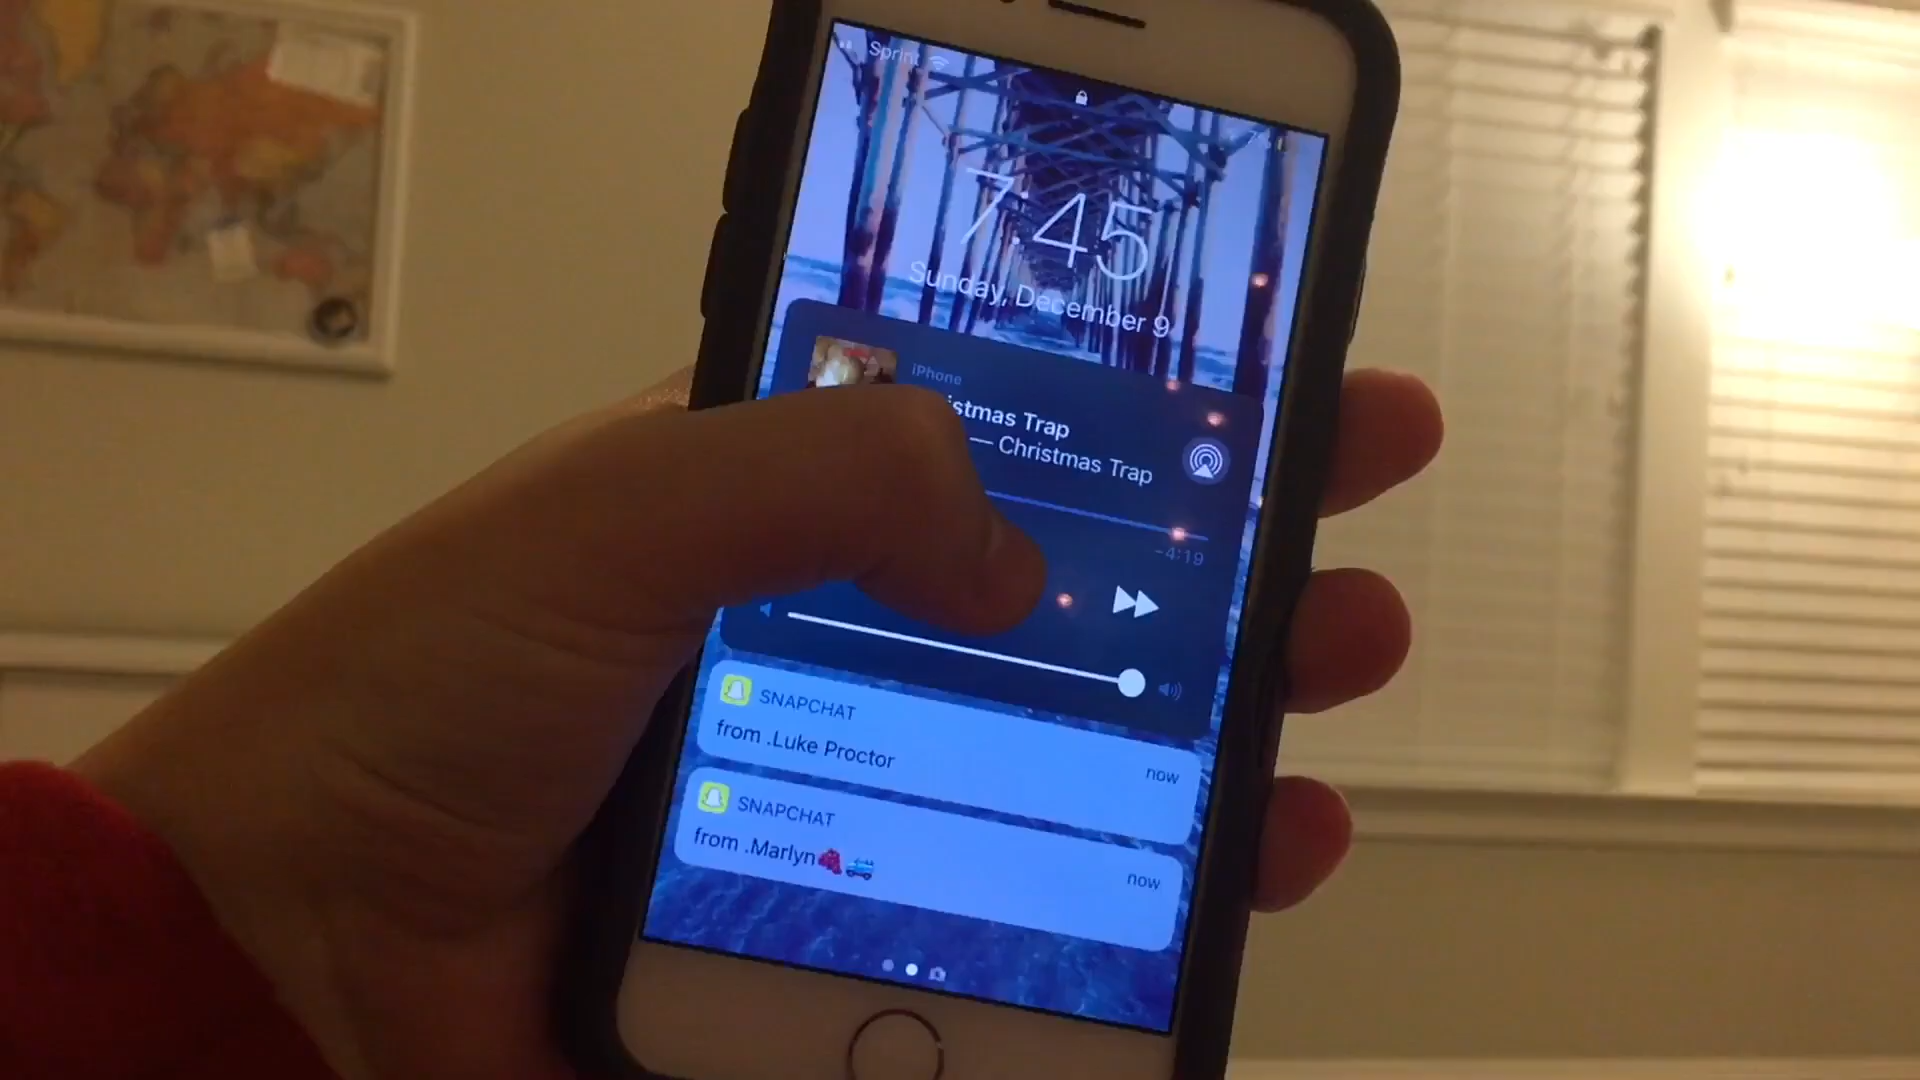 Sprint
7:45
Sunday, December 9
iPhone
istmas Trap
— Christmas Trap
-4:19
SNAPCHAT
from .Luke Proctor
now
SNAPCHAT
from .Marlyn🍇🚙
now